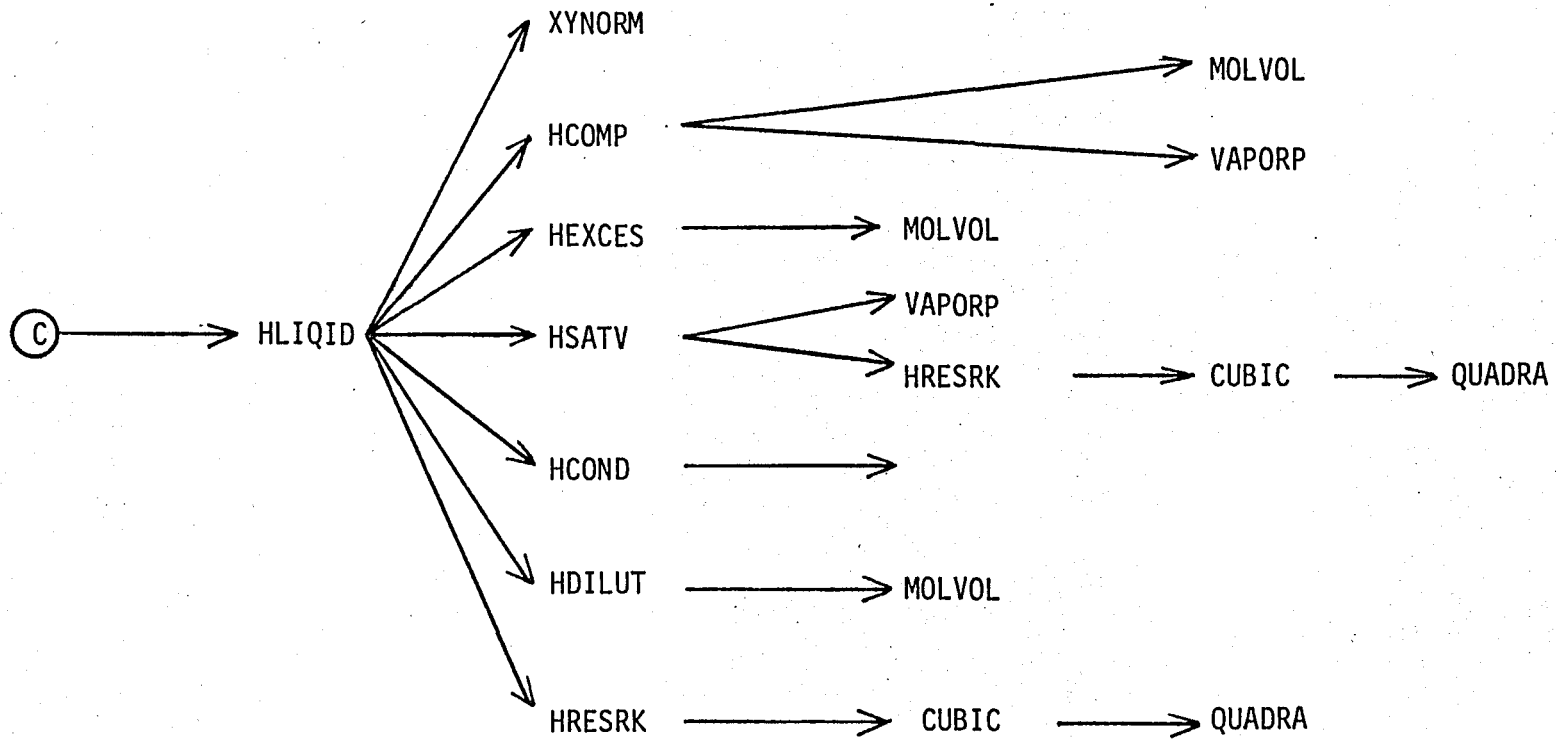 XYNORM
MOLVOL
HCOMP
VAPORP
HEXCES MOLVOL
VAPORP
C HLIQID HSATV
HRESRK CUBIC QUADRA
HCOND
HDILUT MOLVOL
HRESRK CUBIC QUADRA